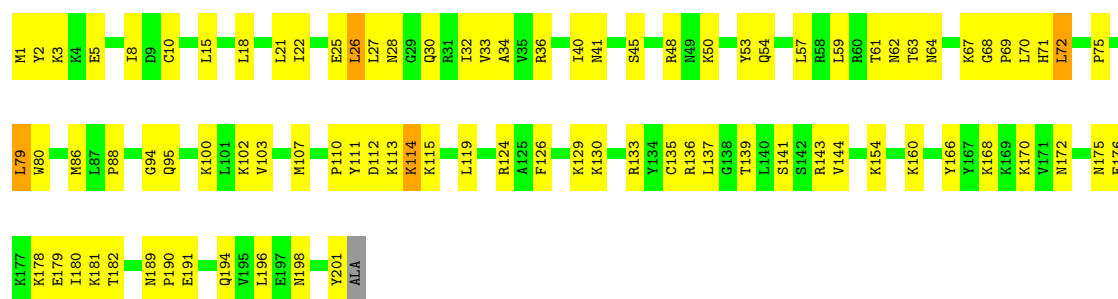 M1 Y2 K3 K4 E5 I8 D9 C10 L15 L18 L21 I22 E25 L26 L27 N28 G29 Q30 R31 I32 V33 A34 V35 R36 I40 N41 S45 R48 N49 K50 Y53 Q54 L57 R58 L59 R60 T61 N62 T63 N64 K67 G68 P69 L70 H71 L72 P75
L79 W80 M86 L87 P88 G94 Q95 K100 L101 K102 V103 M107 P110 Y111 D112 K113 K114 K115 L119 R124 A125 F126 K129 K130 R133 Y134 C135 R136 L137 G138 T139 L140 S141 S142 R143 V144 K154 K160 Y166 Y167 K168 K169 K170 V171 N172 N175
K177 K178 E179 I180 K181 T182 N189 P190 E191 Q194 V195 L196 E197 N198 Y201 ALA